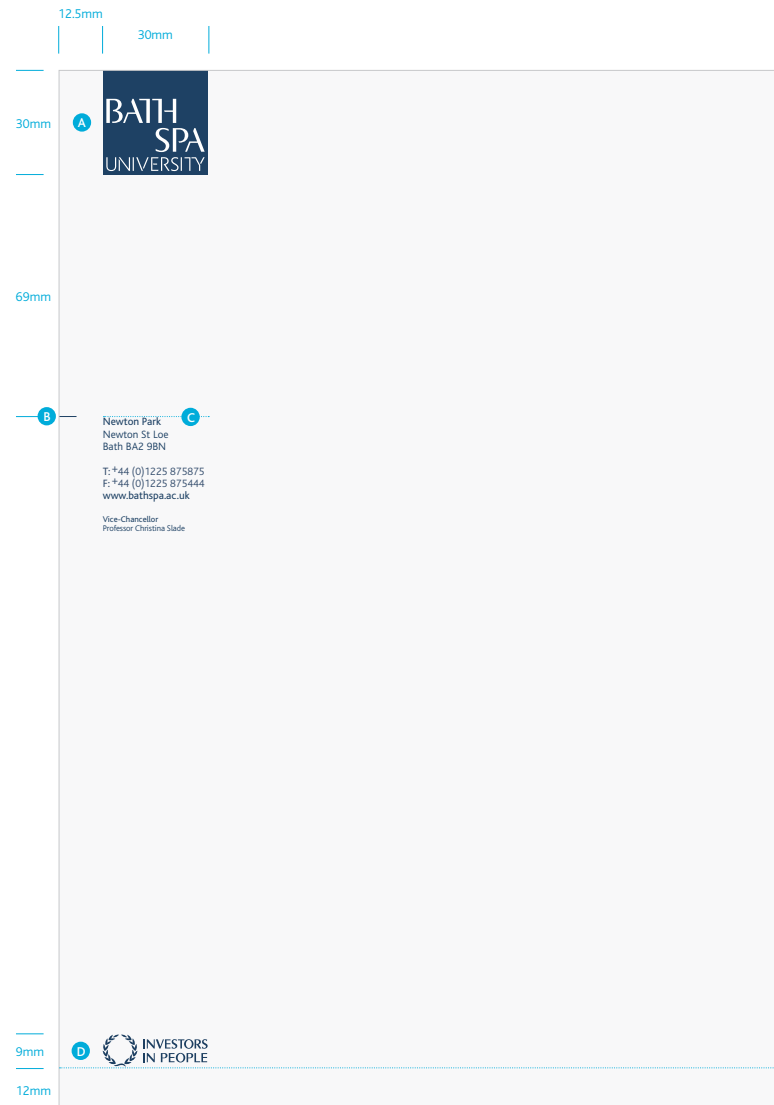 12.5mm
30mm
30mm
A
BATH
SPA
UNIVERSITY
69mm
B
C
Newton Park
Newton St Loe
Bath BA2 9BN
T: +44 (0)1225 875875
F: +44 (0)1225 875444
www.bathspa.ac.uk
Vice-Chancellor
Professor Christina Slade
9mm
D
INVESTORS
IN PEOPLE
12mm